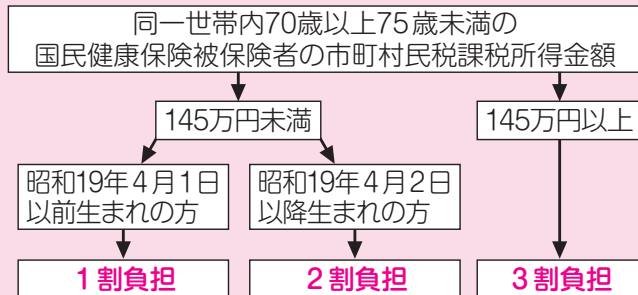 同一世帯内70歳以上75歳未満の
国民健康保険被保険者の市町村民税課税所得金額
145万円未満
145万円以上
昭和19年4月1日
以前生まれの方
昭和19年4月2日
以降生まれの方
1割負担
2割負担
3割負担